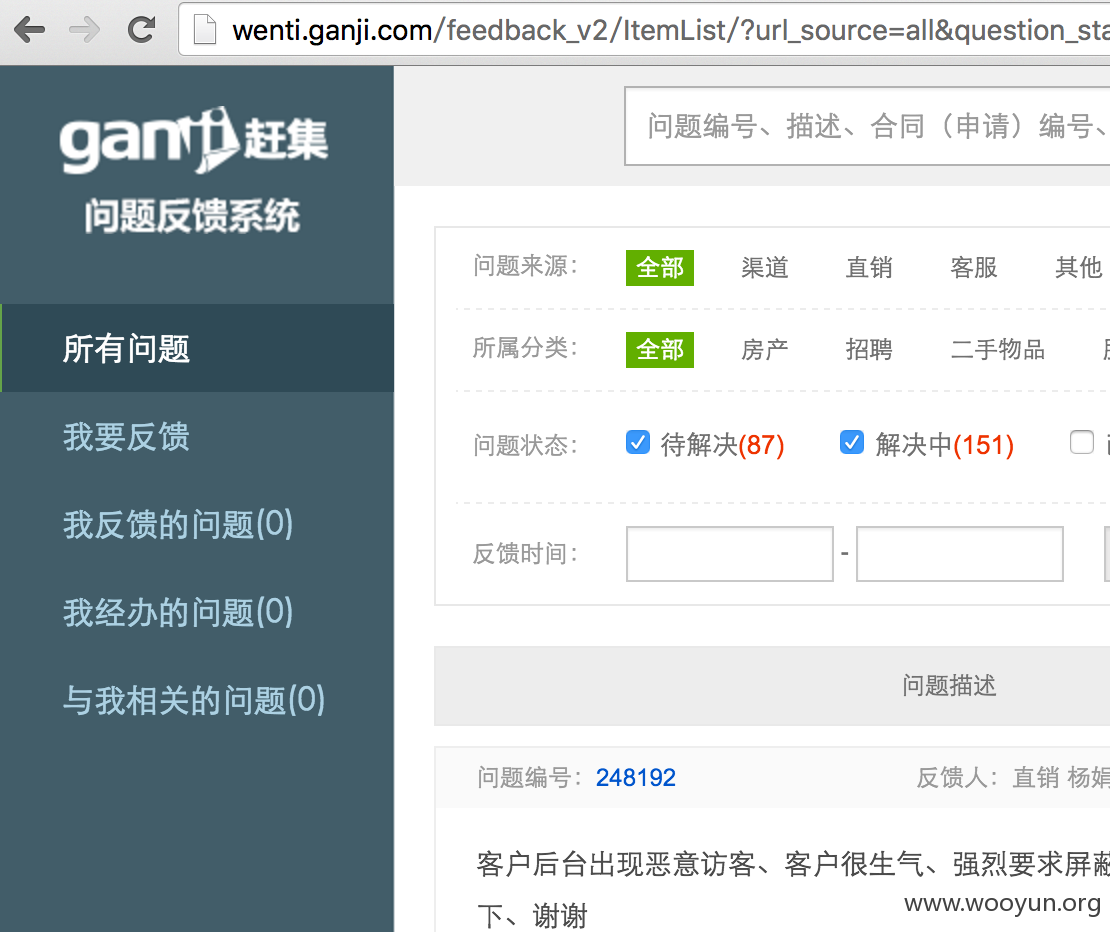 wenti.ganji.com/feedback_v2/ItemList/?url_source=all&question_sta
ganji赶集
问题反馈系统
问题编号、描述、合同（申请）编号、
所有问题
我要反馈
我反馈的问题(0)
我经办的问题(0)
与我相关的问题(0)
问题来源： 全部 渠道 直销 客服 其他
所属分类： 全部 房产 招聘 二手物品
问题状态： 待解决(87) 解决中(151)
反馈时间： -
问题描述
问题编号：248192 反馈人：直销 杨娟
客户后台出现恶意访客、客户很生气、强烈要求屏蔽
下、谢谢
www.wooyun.org